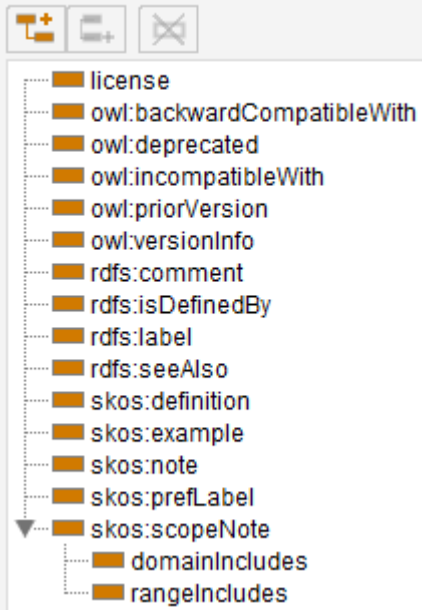 license
owl:backwardCompatibleWith
owl:deprecated
owl:incompatibleWith
owl:priorVersion
owl:versionInfo
rdfs:comment
rdfs:isDefinedBy
rdfs:label
rdfs:seeAlso
skos:definition
skos:example
skos:note
skos:prefLabel
skos:scopeNote
domainIncludes
rangeIncludes